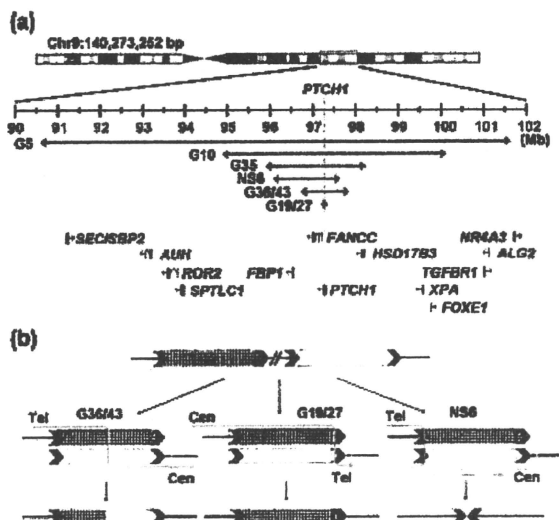 (a)
Chr9:140,273,252 bp
PTCH1
90 91 92 93 94 95 96 97 98 99 100 101 102
(Mb)
G5
G10
G35
NS6
G36/43
G19/27
SECISBP2 FANCC NR4A3
AUH HSD17B3 ALG2
ROR2 FBP1 TGFBR1
SPTLC1 PTCH1 XPA
FOXE1
(b)
Tel G36/43 Cen G19/27 Tel NS6
Cen Tel Cen